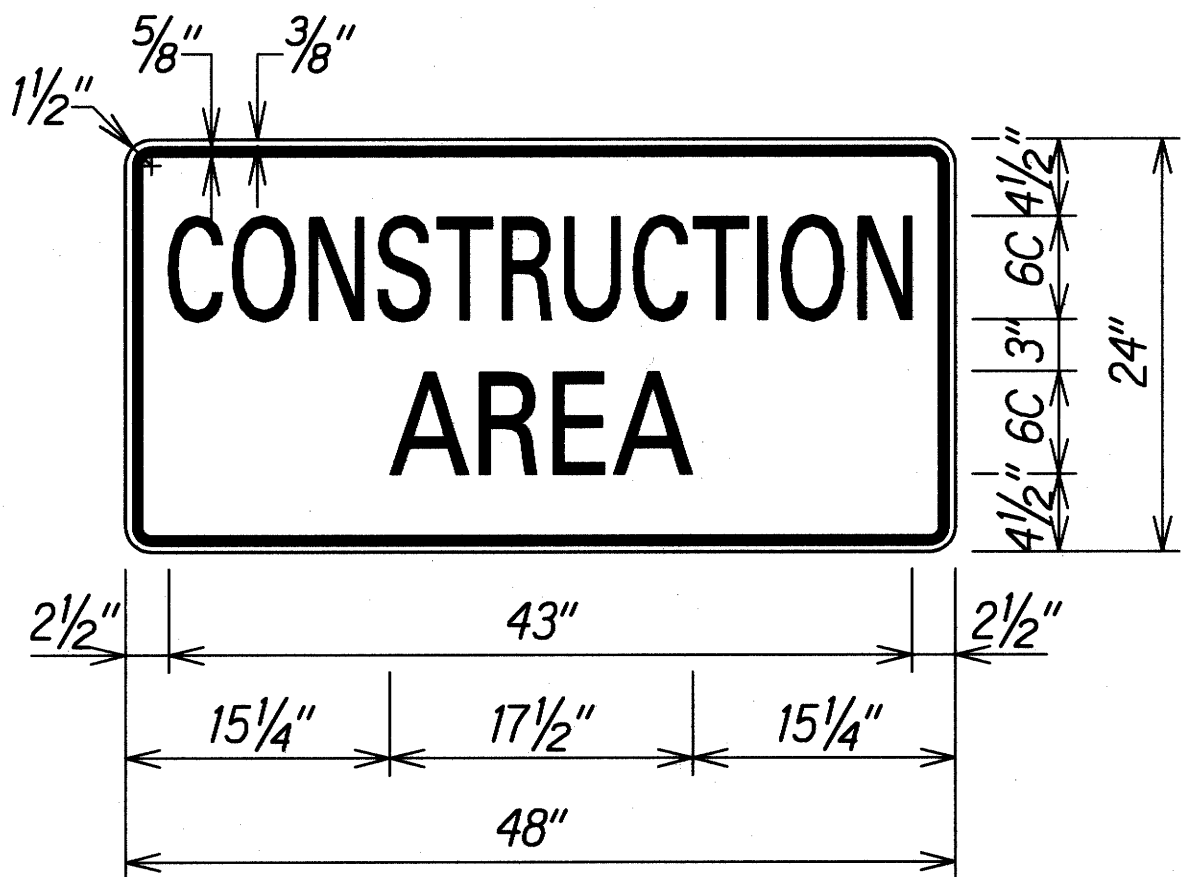 5/8" 3/8"
1 1/2"
CONSTRUCTION
AREA
4 1/2"
6C
3"
6C
4 1/2"
24"
2 1/2" 43" 2 1/2"
15 1/4" 17 1/2" 15 1/4"
48"